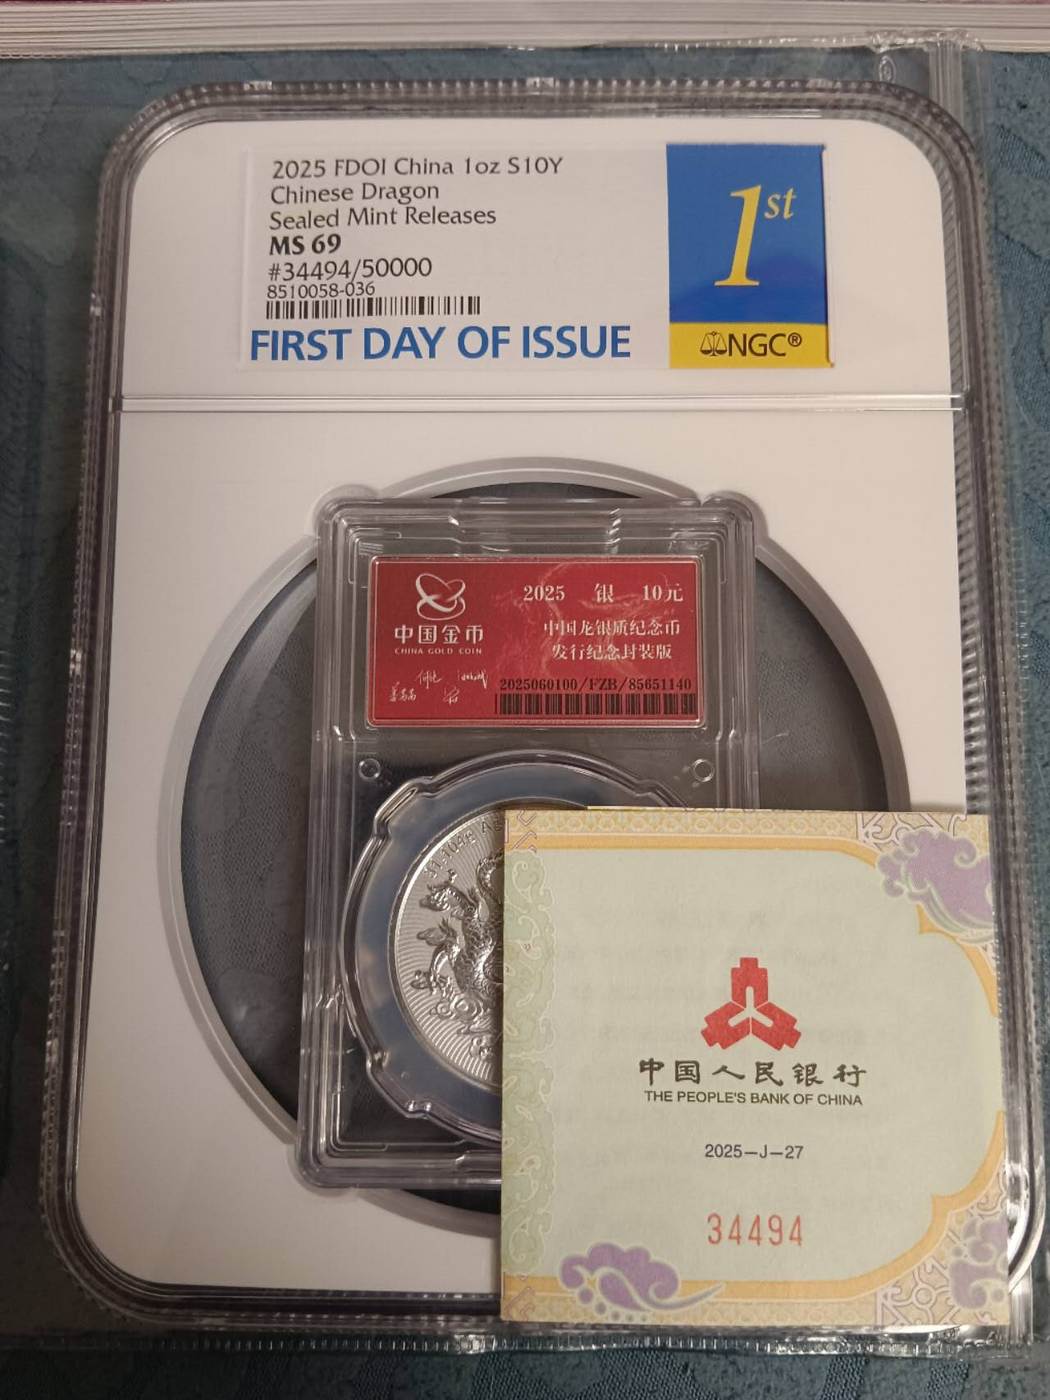 2025 FDOI China 1oz S10Y
Chinese Dragon
Sealed Mint Releases
MS 69
#34494/50000
8510058-036
FIRST DAY OF ISSUE
1st
NGC®
中国金币
CHINA GOLD COIN
2025 银 10元
中国龙银质纪念币
发行纪念封装版
2025060100/FZB/85651140
中国人民银行
THE PEOPLE'S BANK OF CHINA
2025—J—27
34494